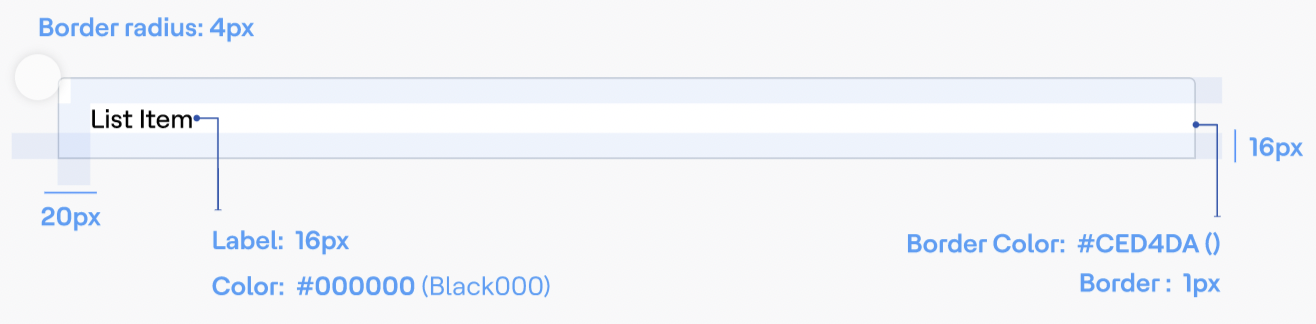 Border radius: 4px
List Item
16px
20px
Label: 16px
Border Color: #CED4DA ()
Color: #000000 (Black000)
Border : 1px